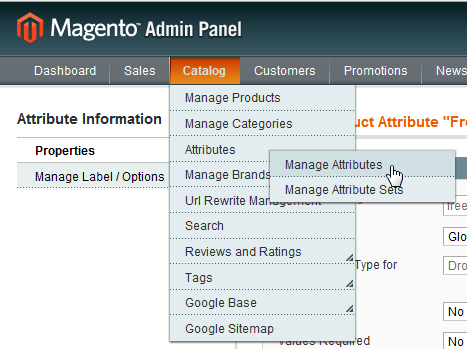 Magento™ Admin Panel
Dashboard Sales Catalog Customers Promotions News
Attribute Information
Properties
Manage Label / Options
Manage Products
Manage Categories
Attributes
Manage Brands
Url Rewrite Management
Search
Reviews and Ratings
Tags
Google Base
Google Sitemap
Manage Attributes
Manage Attribute Sets
uct Attribute "Fre
free
Glo
Type for
Dro
No
Values Required
No